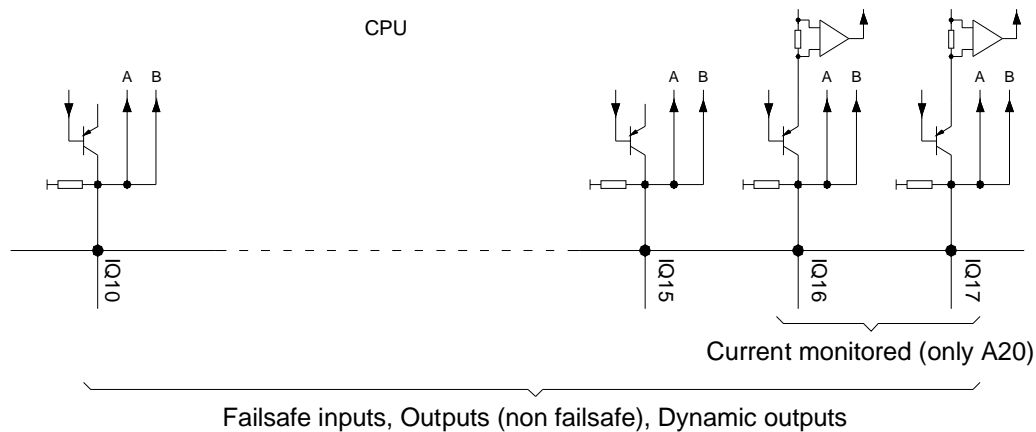 CPU
A B
A B
A B
A B
IQ10
IQ15
IQ16
IQ17
Current monitored (only A20)
Failsafe inputs, Outputs (non failsafe), Dynamic outputs